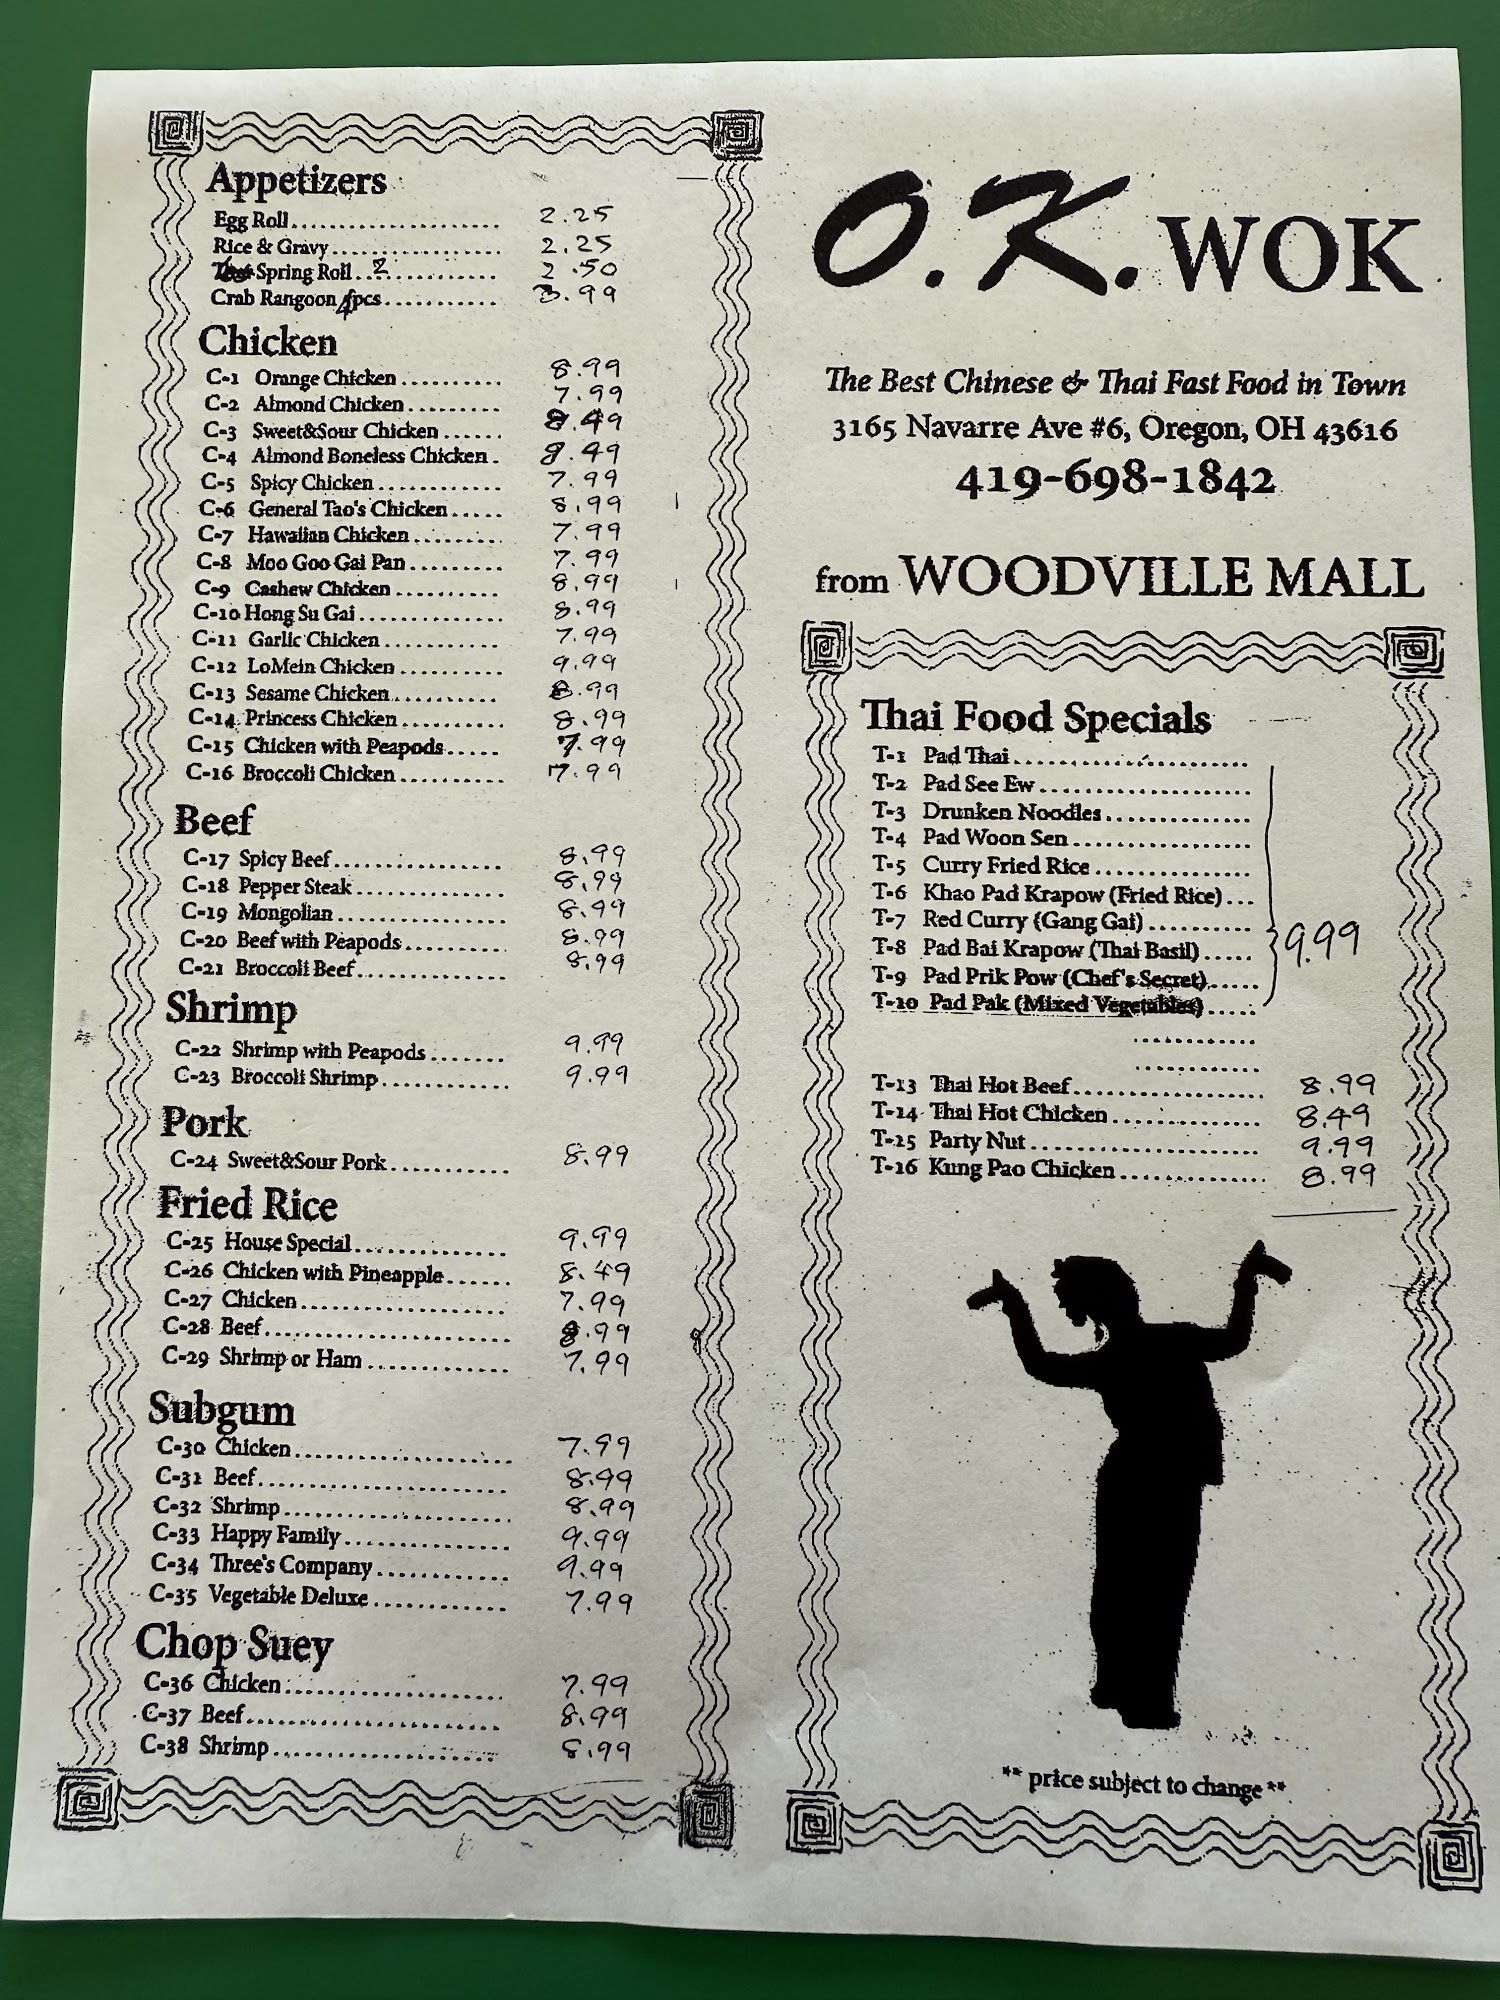 Appetizers
Egg Roll..................... 2.25
Rice & Gravy..................... 2.25
Spring Roll..2........... 2.50
Crab Rangoon 4pcs........... 3.99
Chicken
C-1 Orange Chicken........... 8.99
C-2 Almond Chicken.......... 7.99
C-3 Sweet&Sour Chicken...... 8.49
C-4 Almond Boneless Chicken. 8.49
C-5 Spicy Chicken............ 7.99
C-6 General Tao's Chicken..... 8.99
C-7 Hawaiian Chicken......... 7.99
C-8 Moo Goo Gai Pan......... 7.99
C-9 Cashew Chicken........... 8.99
C-10 Hong Su Gai.............. 8.99
C-11 Garlic Chicken........... 7.99
C-12 LoMein Chicken.......... 9.99
C-13 Sesame Chicken........... 8.99
C-14 Princess Chicken.......... 8.99
C-15 Chicken with Peapods..... 7.99
C-16 Broccoli Chicken.......... 7.99
Beef
C-17 Spicy Beef................ 8.99
C-18 Pepper Steak.............. 8.99
C-19 Mongolian................ 8.99
C-20 Beef with Peapods.......... 8.99
C-21 Broccoli Beef.............. 8.99
Shrimp
C-22 Shrimp with Peapods....... 9.99
C-23 Broccoli Shrimp............ 9.99
Pork
C-24 Sweet&Sour Pork........... 8.99
Fried Rice
C-25 House Special.............. 9.99
C-26 Chicken with Pineapple...... 8.49
C-27 Chicken................... 7.99
C-28 Beef....................... 8.99
C-29 Shrimp or Ham............. 7.99
Subgum
C-30 Chicken.................... 7.99
C-31 Beef....................... 8.99
C-32 Shrimp..................... 8.99
C-33 Happy Family............... 9.99
C-34 Three's Company............ 9.99
C-35 Vegetable Deluxe............ 7.99
Chop Suey
C-36 Chicken.................... 7.99
C-37 Beef....................... 8.99
C-38 Shrimp..................... 8.99
O.K. WOK
The Best Chinese & Thai Fast Food in Town
3165 Navarre Ave #6, Oregon, OH 43616
419-698-1842
from WOODVILLE MALL
Thai Food Specials
T-1 Pad Thai.........................
T-2 Pad See Ew......................
T-3 Drunken Noodles...............
T-4 Pad Woon Sen..................
T-5 Curry Fried Rice................
T-6 Khao Pad Krapow (Fried Rice)...
T-7 Red Curry (Gang Gai)...........
T-8 Pad Bai Krapow (Thai Basil)..... 9.99
T-9 Pad Prik Pow (Chef's Secret).....
T-10 Pad Pak (Mixed Vegetables).....
T-13 Thai Hot Beef.................... 8.99
T-14 Thai Hot Chicken............... 8.49
T-15 Party Nut........................ 9.99
T-16 Kung Pao Chicken.............. 8.99
** price subject to change **